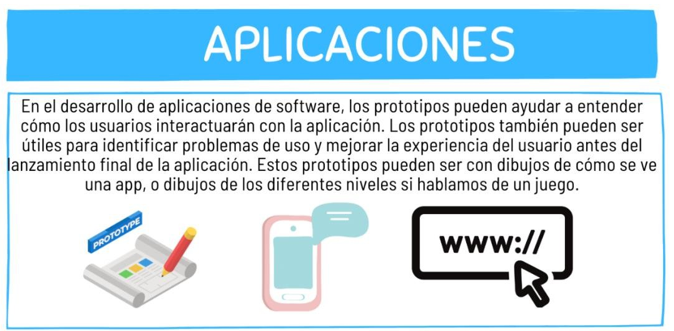 APLICACIONES
En el desarrollo de aplicaciones de software, los prototipos pueden ayudar a entender
cómo los usuarios interactuarán con la aplicación. Los prototipos también pueden ser
útiles para identificar problemas de uso y mejorar la experiencia del usuario antes del
lanzamiento final de la aplicación. Estos prototipos pueden ser con dibujos de cómo se ve
una app, o dibujos de los diferentes niveles si hablamos de un juego.
PROTOTYPE
www://